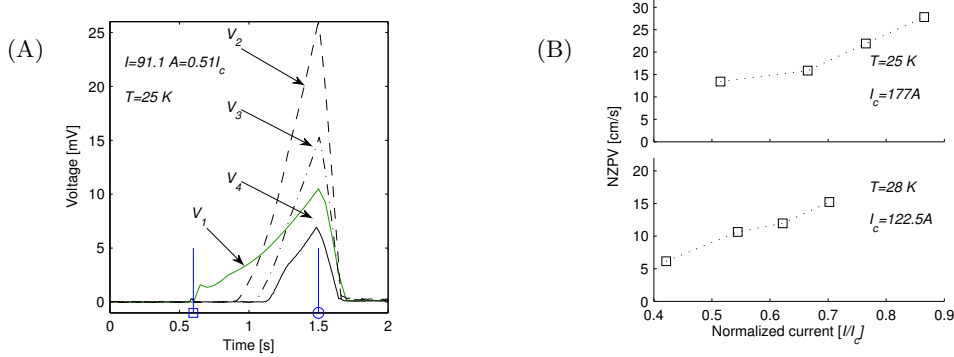 (A)
25
20
15
10
5
0
Voltage [mV]
I=91.1 A=0.51I_c
T=25 K
V_2
V_3
V_4
V_1
0 0.5 1 1.5 2
Time [s]
(B)
30
25
20
15
10
5
0
T=25 K
I_c=177A
NZPV [cm/s]
20
15
10
5
0
T=28 K
I_c=122.5A
0.4 0.5 0.6 0.7 0.8 0.9
Normalized current [I/I_c]